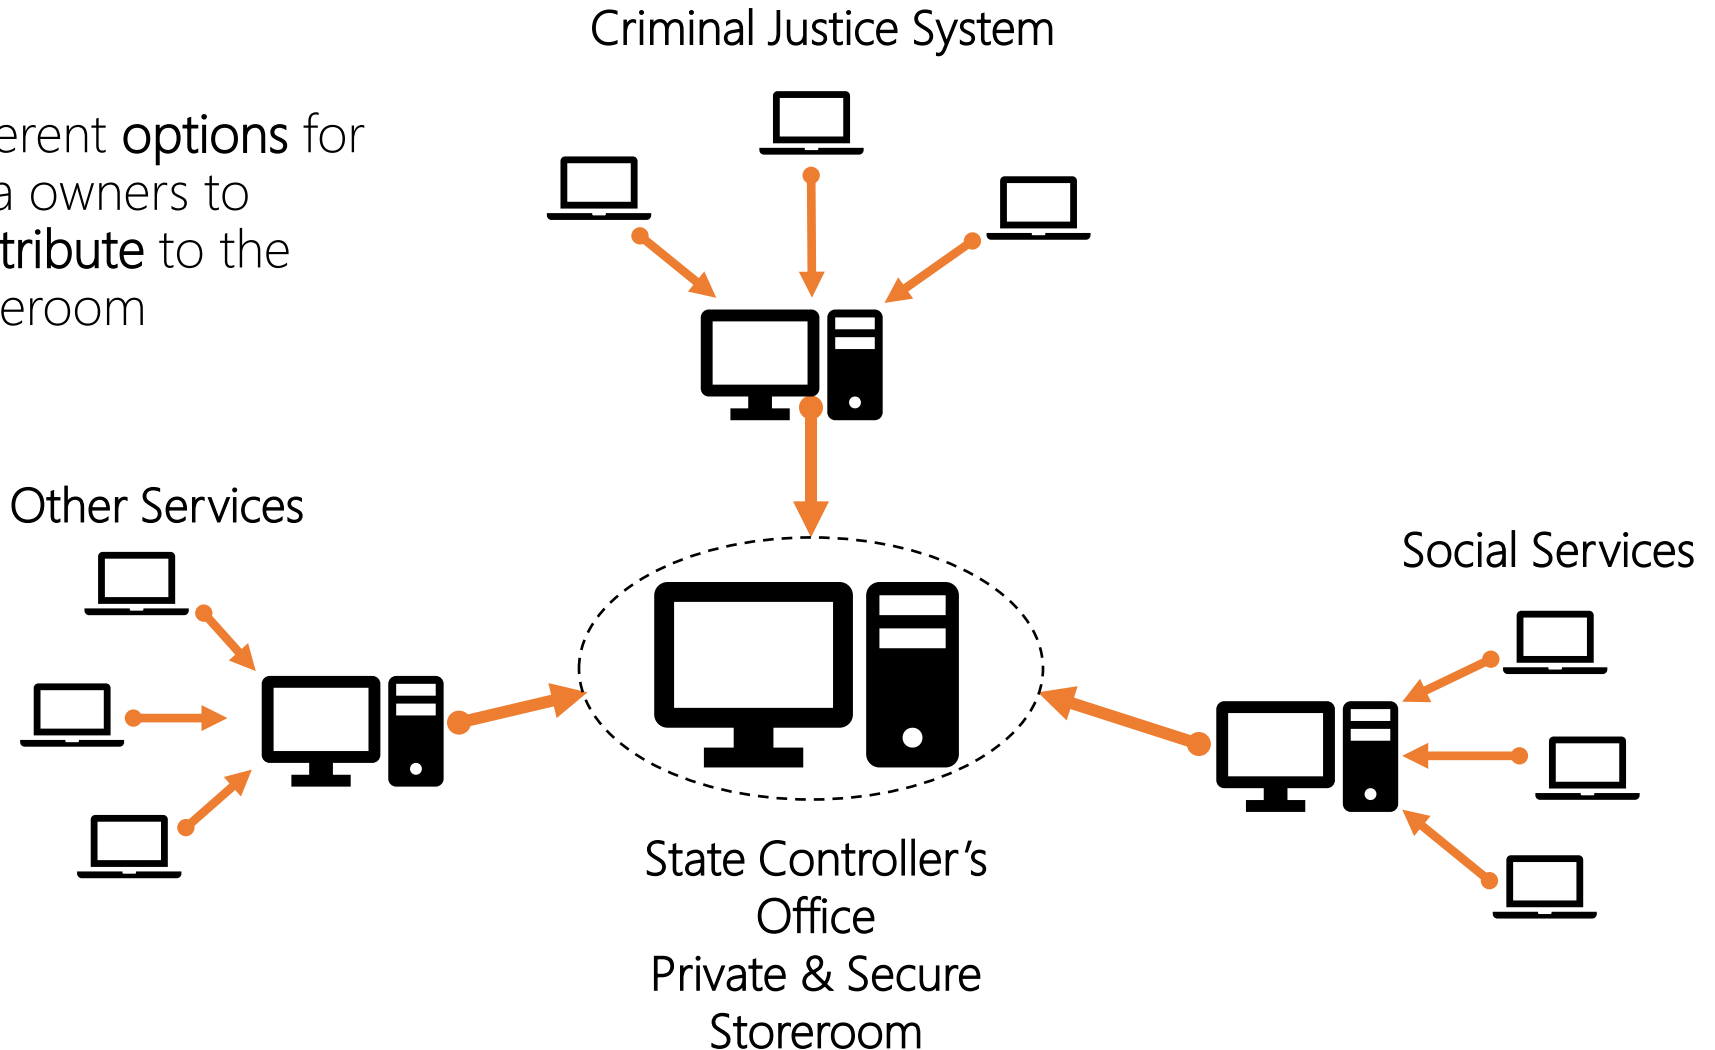 Criminal Justice System
erent options for
a owners to
tribute to the
eroom
Other Services
Social Services
State Controller’s
Office
Private & Secure
Storeroom